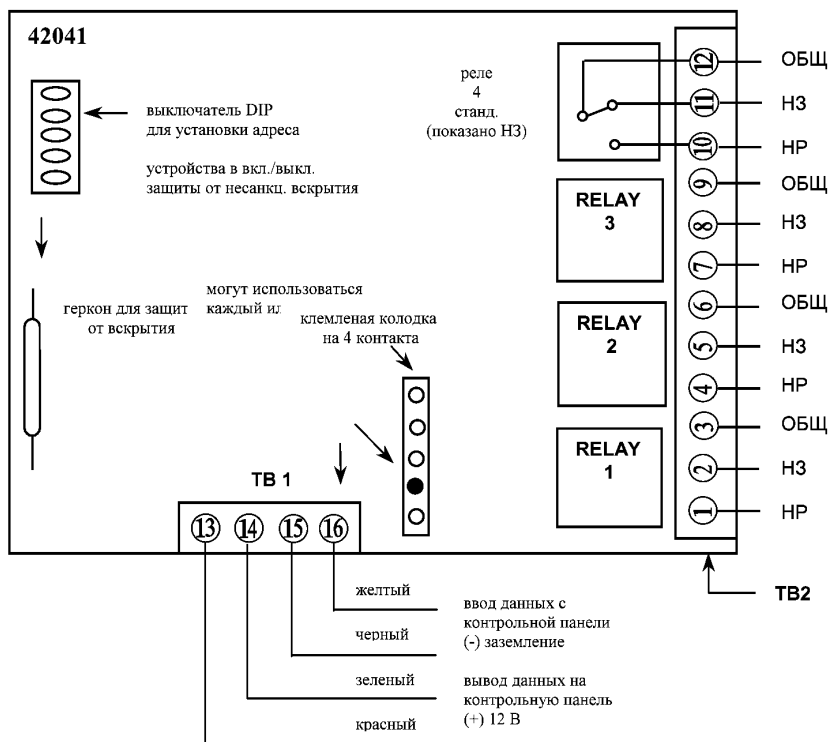 42041
выключатель DIP
для установки адреса
устройства в вкл./выкл.
защиты от несанкц. вскрытия
реле
4
станд.
(показано НЗ)
12 ОБЩ
11 НЗ
10 НР
9 ОБЩ
8 НЗ
7 НР
6 ОБЩ
5 НЗ
4 НР
3 ОБЩ
2 НЗ
1 НР
RELAY
3
RELAY
2
RELAY
1
геркон для защит
от вскрытия
могут использоваться
каждый ил
клемленая колодка
на 4 контакта
TB 1
13 14 15 16
TB2
желтый
черный
зеленый
красный
ввод данных с
контрольной панели
(-) заземление
вывод данных на
контрольную панель
(+) 12 В